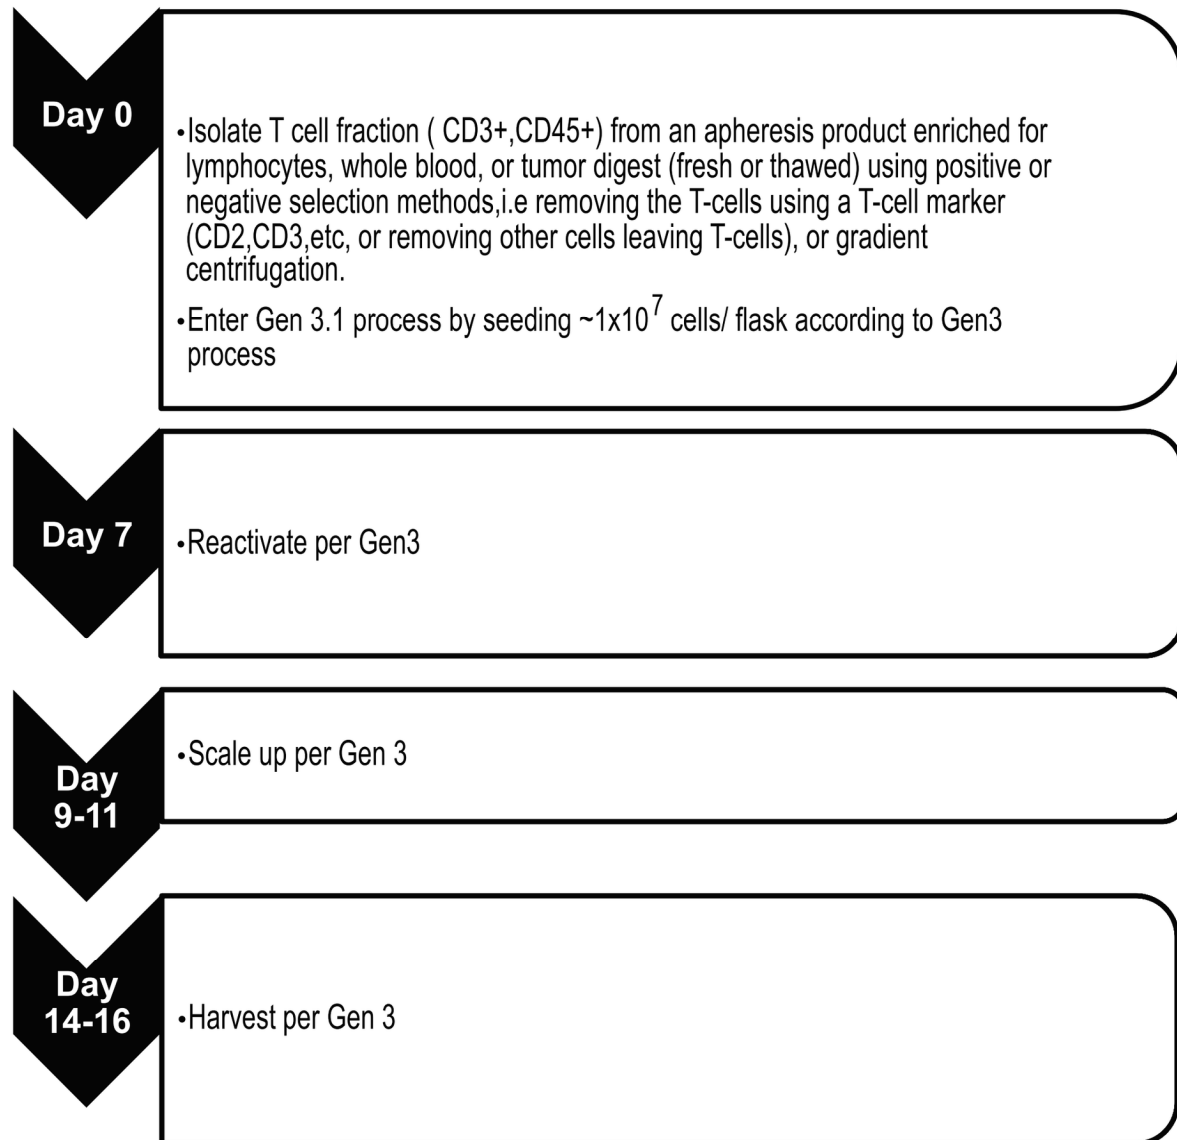 Day 0
•Isolate T cell fraction ( CD3+,CD45+) from an apheresis product enriched for
lymphocytes, whole blood, or tumor digest (fresh or thawed) using positive or
negative selection methods,i.e removing the T-cells using a T-cell marker
(CD2,CD3,etc, or removing other cells leaving T-cells), or gradient
centrifugation.
•Enter Gen 3.1 process by seeding ~1x10⁷ cells/ flask according to Gen3
process
Day 7
•Reactivate per Gen3
Day
9-11
•Scale up per Gen 3
Day
14-16
•Harvest per Gen 3